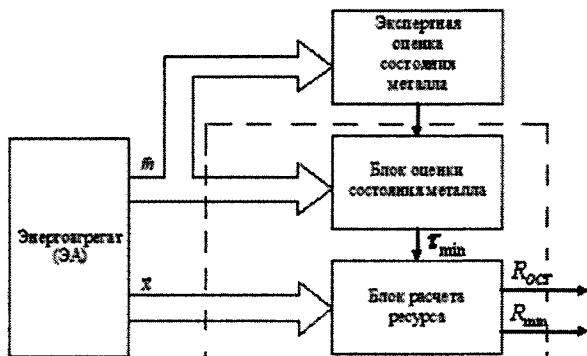 Экспертная
оценка
состояния
металла
m
Блок оценки
состояния металла
Энергоагрегат
(ЭА)
τmin
x
Блок расчета
ресурса
Rост
Rmin